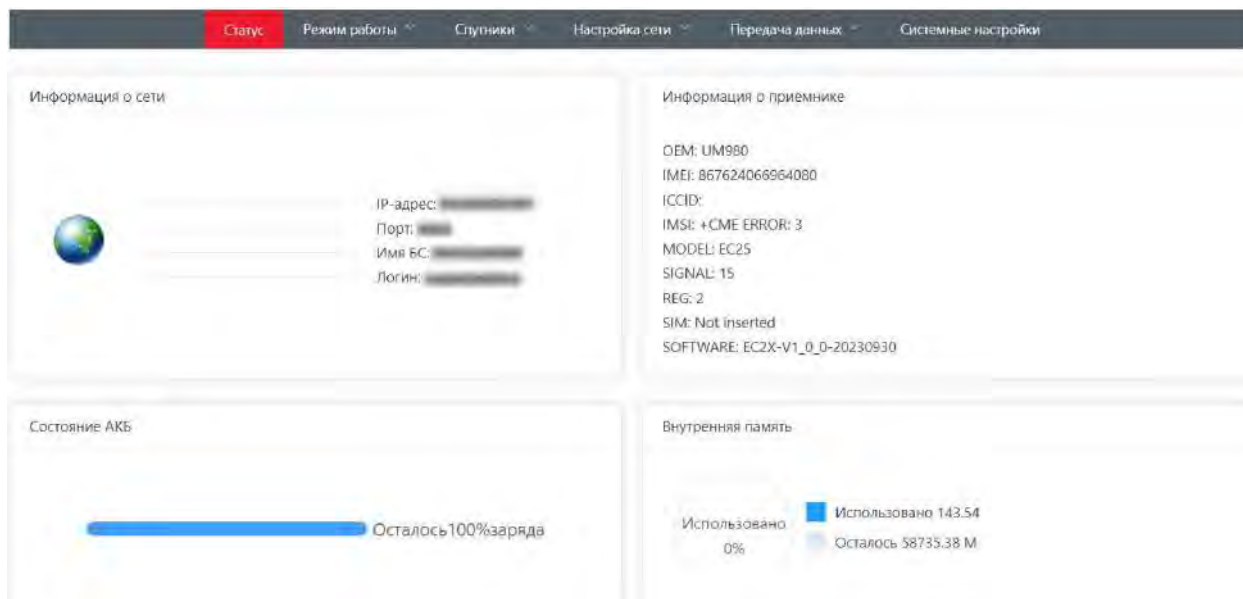 Статус Режим работы Спутники Настройка сети Передача данных Системные настройки
Информация о сети
IP-адрес:
Порт:
Имя БС:
Логин:
Информация о приемнике
OEM: UM980
IMEI: 867624066964080
ICCID:
IMSI: +CME ERROR: 3
MODEL: EC25
SIGNAL: 15
REG: 2
SIM: Not inserted
SOFTWARE: EC2X-V1_0_0-20230930
Состояние АКБ
Осталось100%заряда
Внутренняя память
Использовано
0%
Использовано 143.54
Осталось 58735.38 M